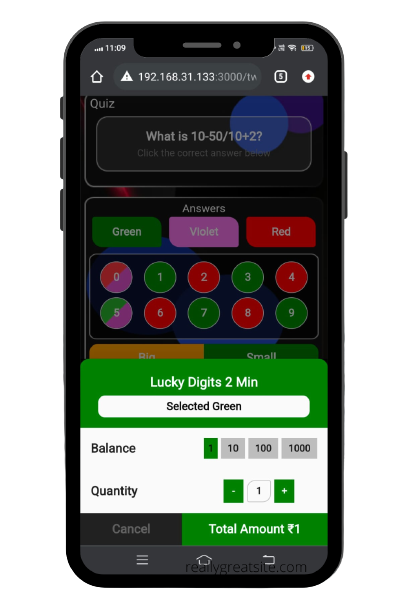 11:09
192.168.31.133:3000/tw
5
Quiz
What is 10-50/10+2?
Click the correct answer below
Answers
Green Violet Red
0 1 2 3 4
5 6 7 8 9
Big Small
Lucky Digits 2 Min
Selected Green
Balance 1 10 100 1000
Quantity - 1 +
Cancel Total Amount ₹1
reallygreatsite.com